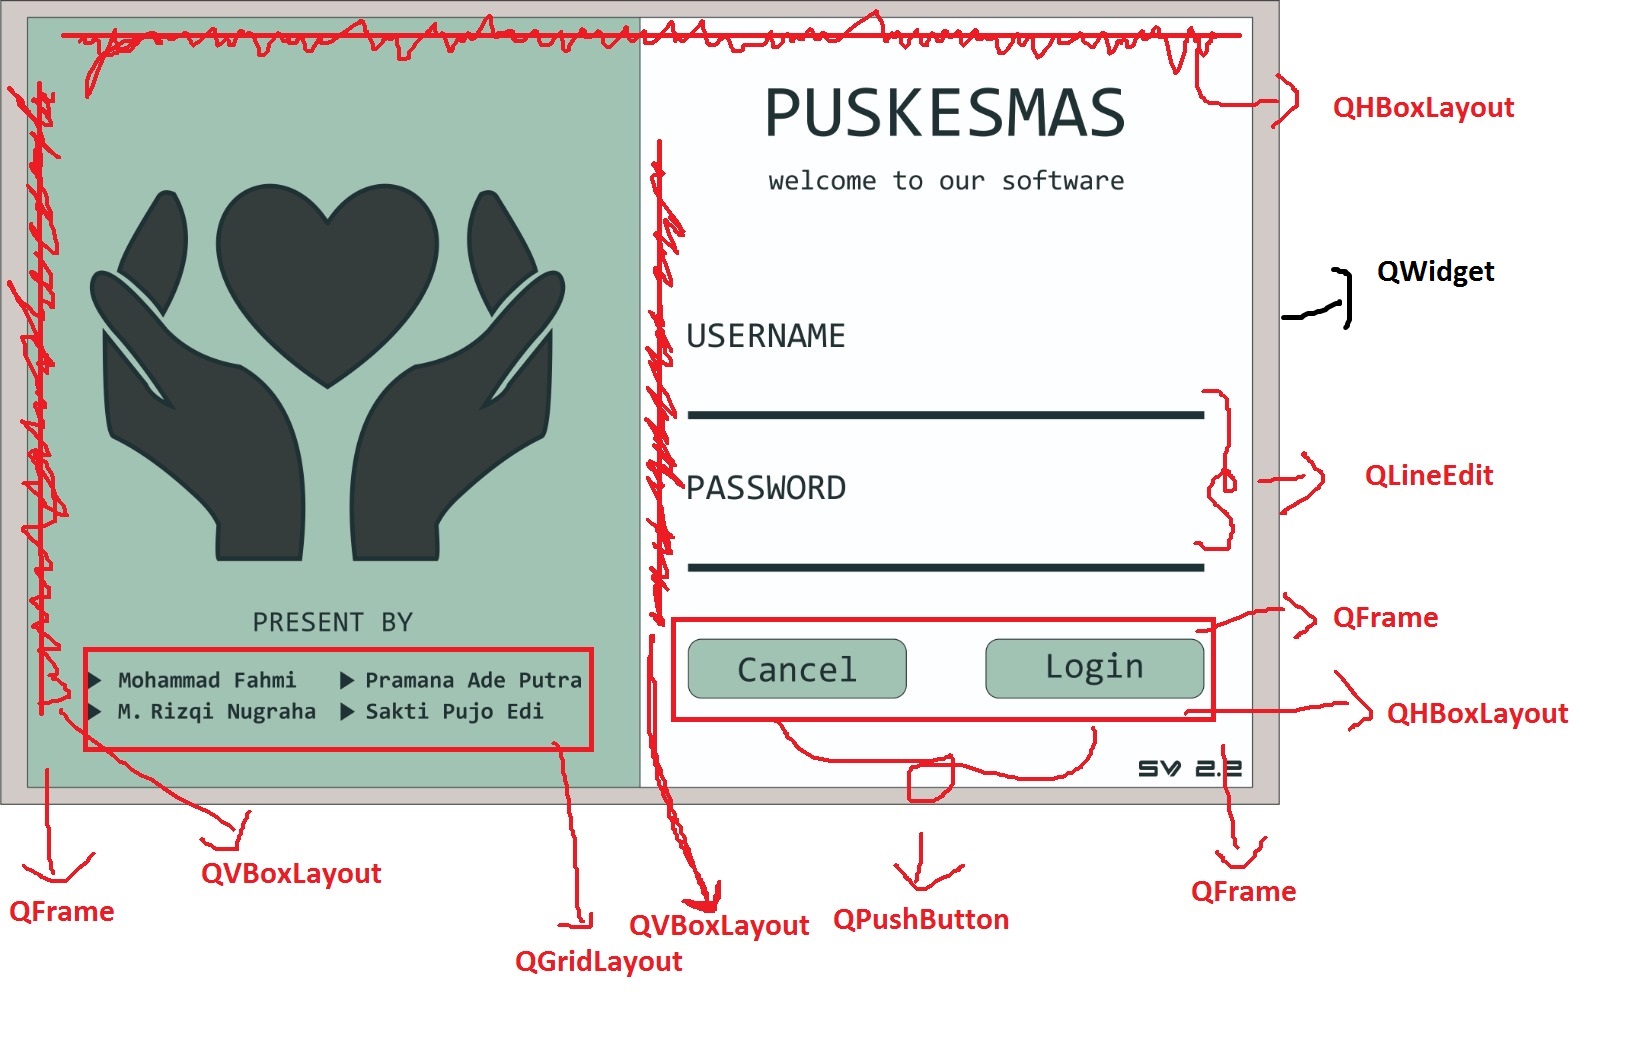 PUSKESMAS
welcome to our software
USERNAME
PASSWORD
Cancel
Login
SV 2.2
PRESENT BY
Mohammad Fahmi
Pramana Ade Putra
M. Rizqi Nugraha
Sakti Pujo Edi
QHBoxLayout
QWidget
QLineEdit
QFrame
QHBoxLayout
QFrame
QPushButton
QVBoxLayout
QGridLayout
QVBoxLayout
QFrame